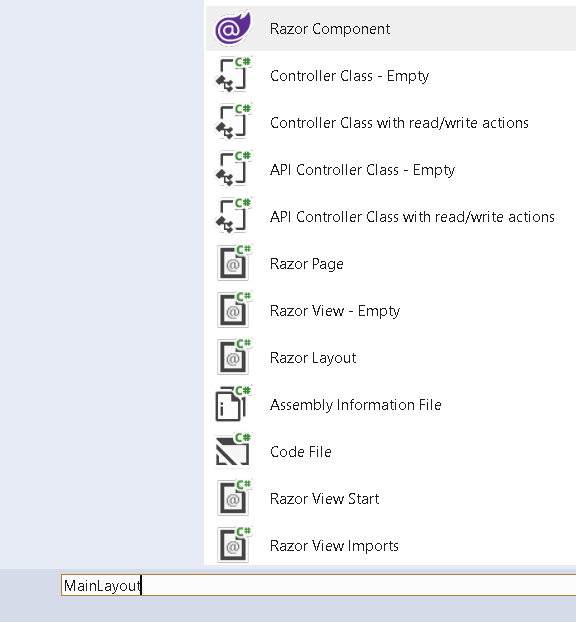 Razor Component
C#
Controller Class - Empty
C#
Controller Class with read/write actions
C#
API Controller Class - Empty
C#
API Controller Class with read/write actions
C#
Razor Page
C#
Razor View - Empty
C#
Razor Layout
C#
Assembly Information File
C#
Code File
C#
Razor View Start
C#
Razor View Imports
MainLayout